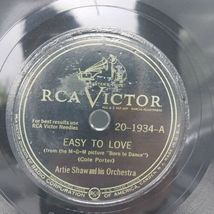 RCA VICTOR
For best results use
RCA Victor Needles
20-1934-A
EASY TO LOVE
(from the M-G-M picture "Born to Dance")
(Cole Porter)
Artie Shaw and his Orchestra